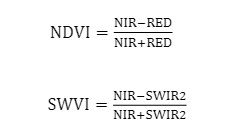 NDVI = NIR−RED / NIR+RED
SWVI = NIR−SWIR2 / NIR+SWIR2